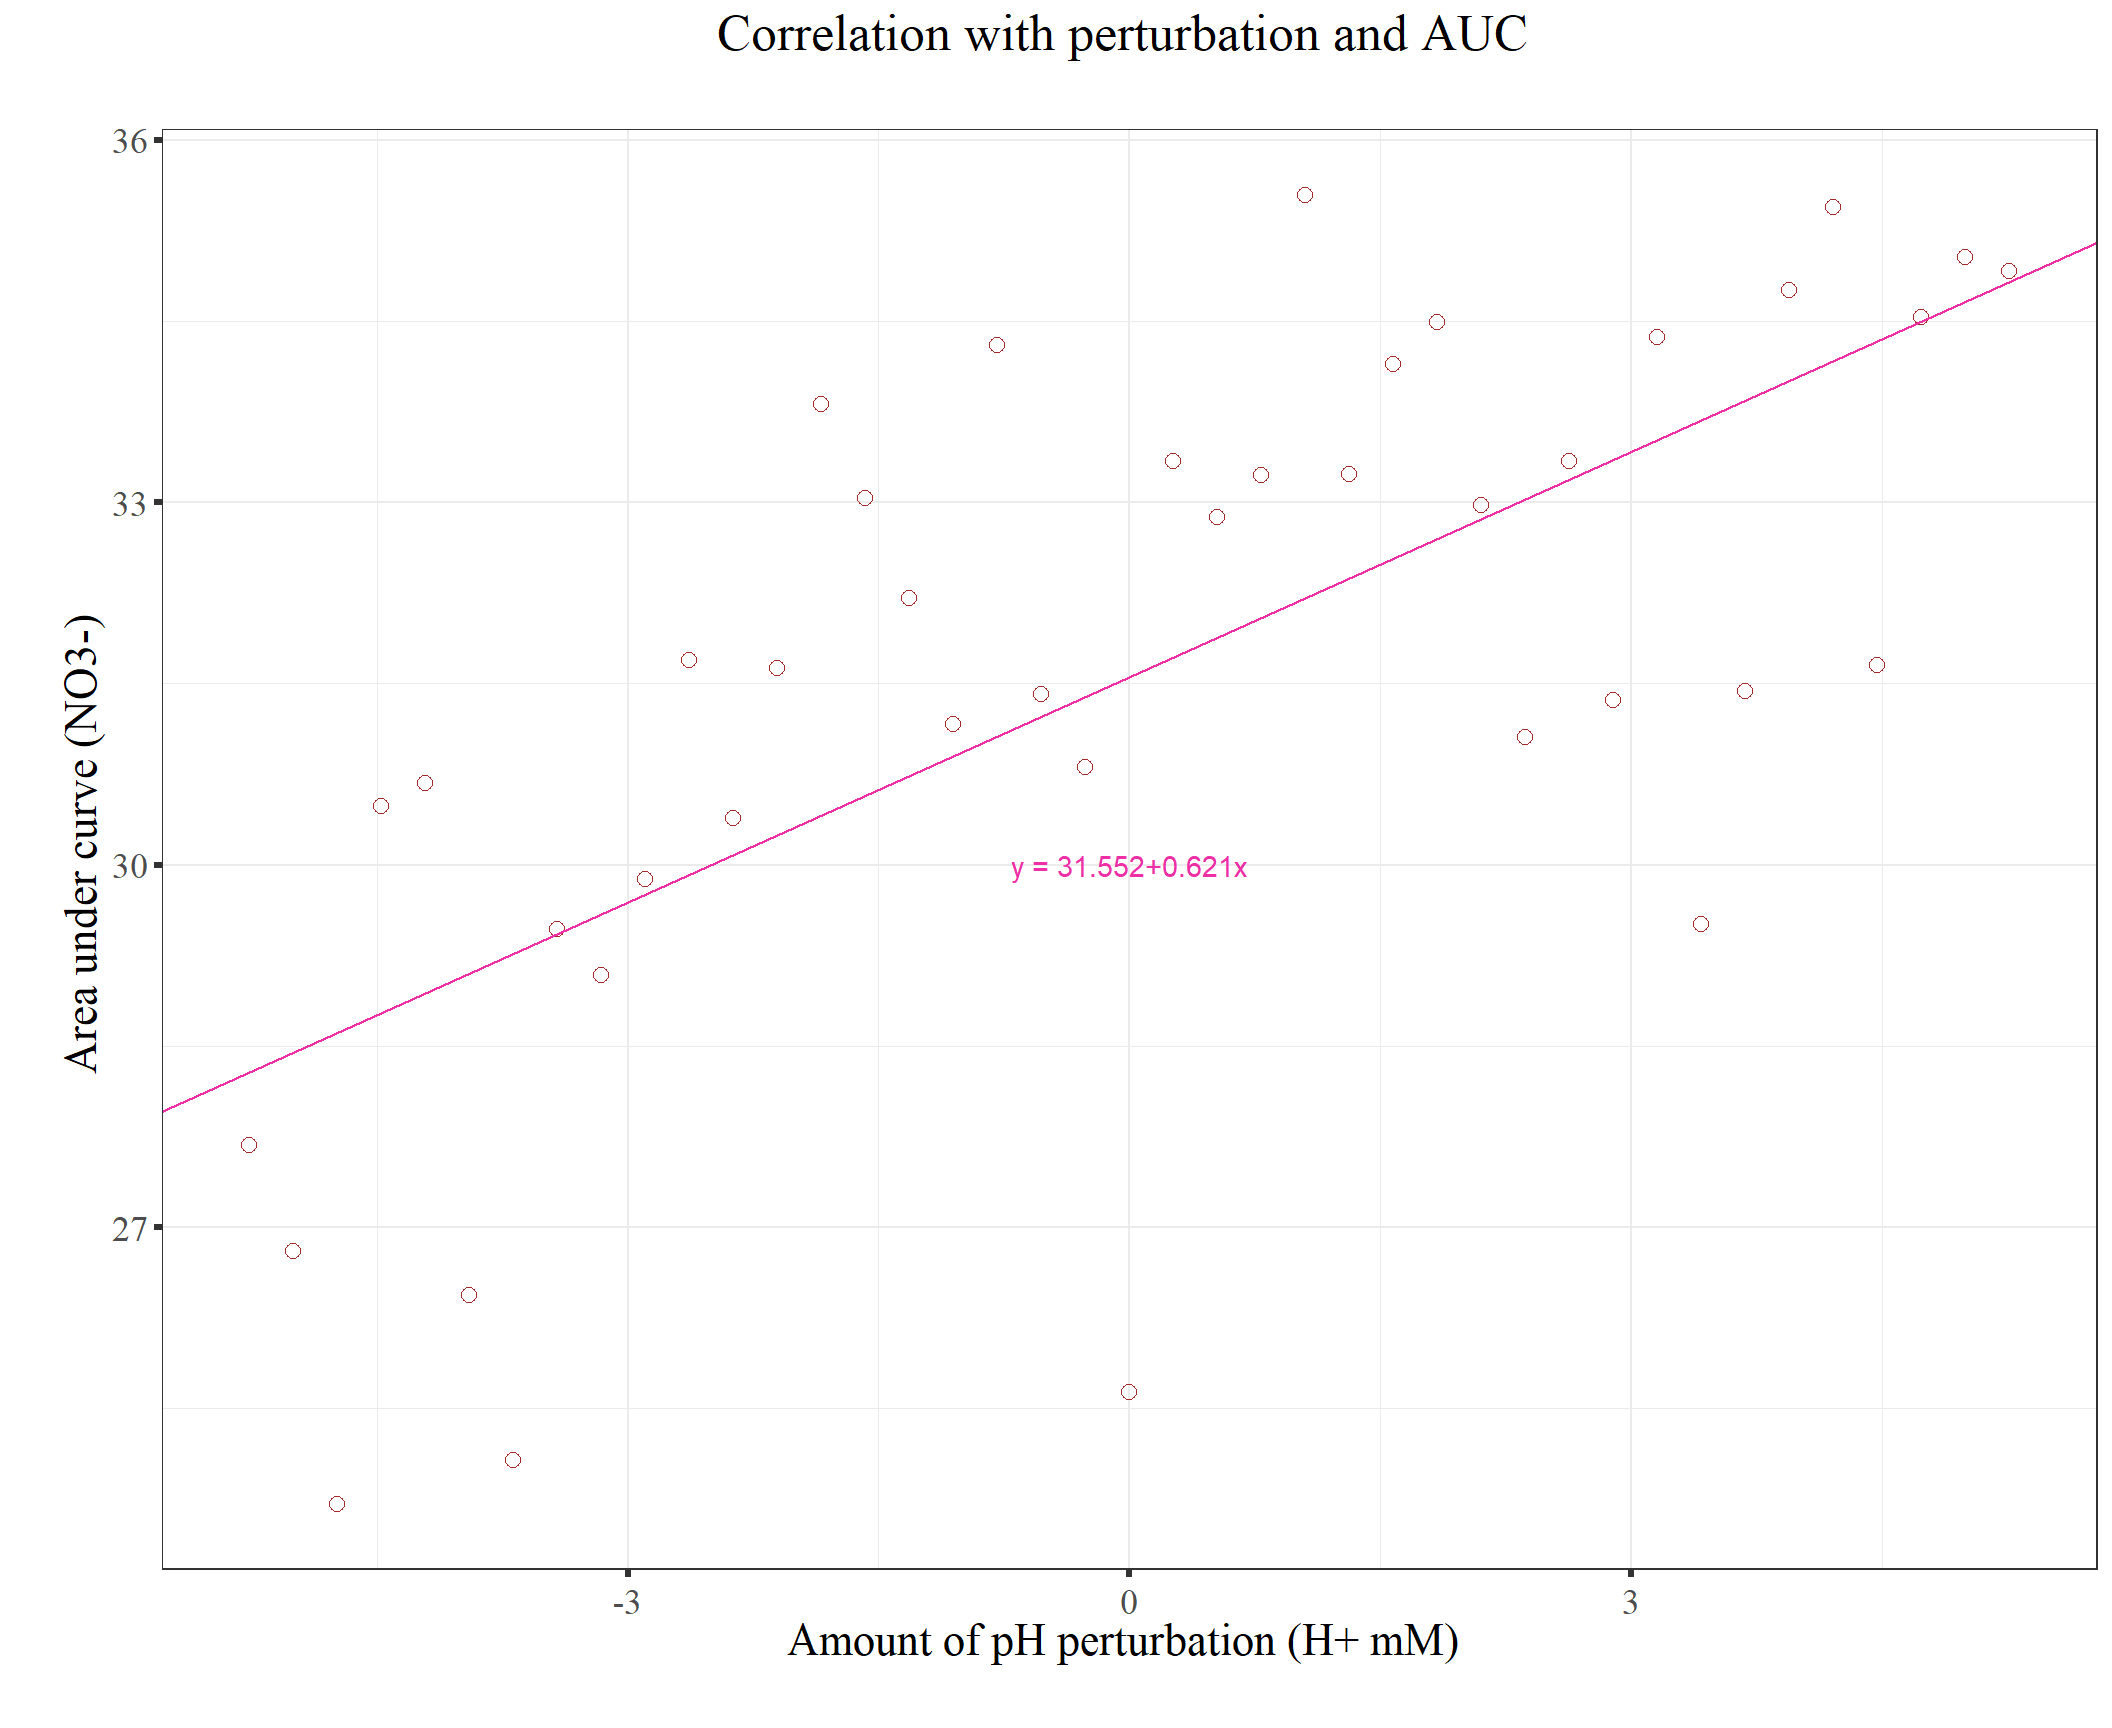 Correlation with perturbation and AUC
36
33
30
27
Area under curve (NO3-)
y = 31.552+0.621x
-3 0 3
Amount of pH perturbation (H+ mM)